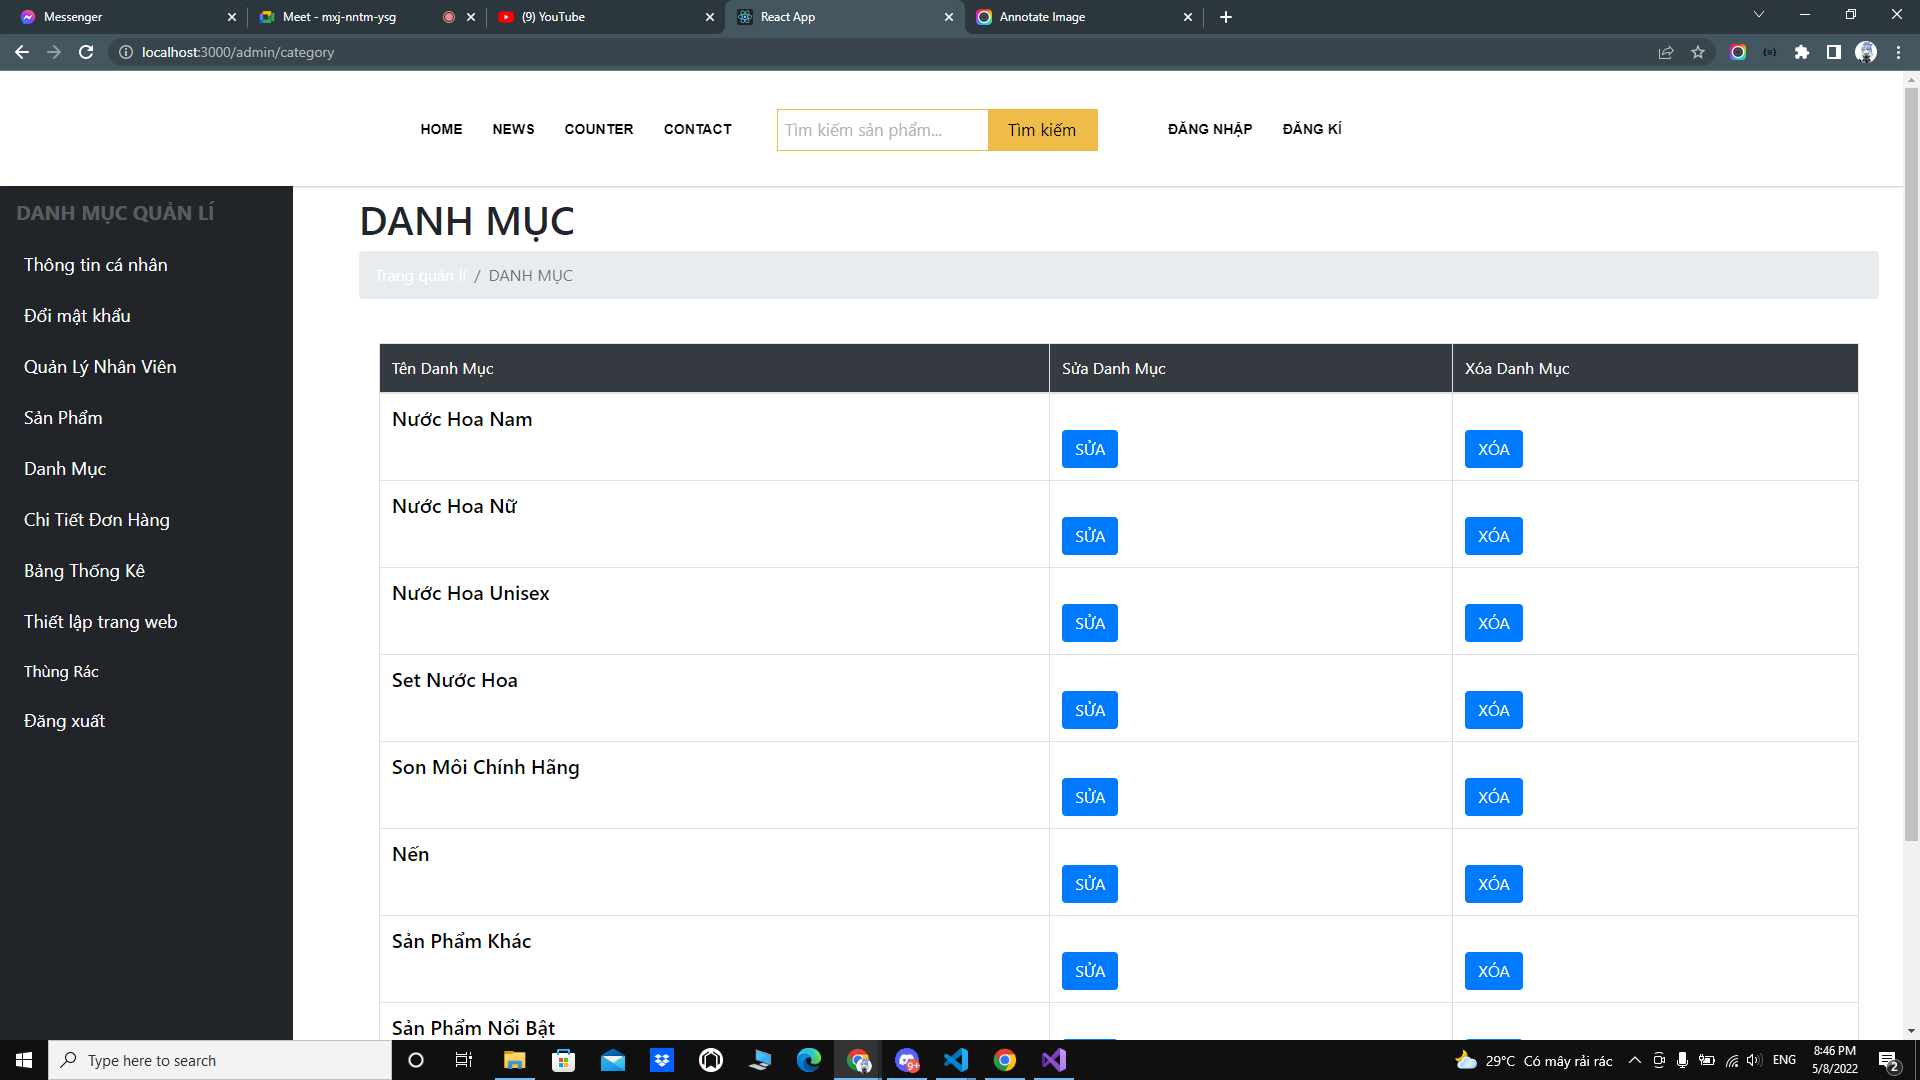 Messenger
Meet - mxj-nntm-ysg
(9) YouTube
React App
Annotate Image
localhost:3000/admin/category
HOME
NEWS
COUNTER
CONTACT
Tìm kiếm sản phẩm...
Tìm kiếm
ĐĂNG NHẬP
ĐĂNG KÍ
DANH MỤC QUẢN LÍ
Thông tin cá nhân
Đổi mật khẩu
Quản Lý Nhân Viên
Sản Phẩm
Danh Mục
Chi Tiết Đơn Hàng
Bảng Thống Kê
Thiết lập trang web
Thùng Rác
Đăng xuất
DANH MỤC
Trang quản lí / DANH MỤC
Tên Danh Mục
Sửa Danh Mục
Xóa Danh Mục
Nước Hoa Nam
SỬA
XÓA
Nước Hoa Nữ
SỬA
XÓA
Nước Hoa Unisex
SỬA
XÓA
Set Nước Hoa
SỬA
XÓA
Son Môi Chính Hãng
SỬA
XÓA
Nến
SỬA
XÓA
Sản Phẩm Khác
SỬA
XÓA
Sản Phẩm Nổi Bật
Type here to search
9+
29°C Có mây rải rác
ENG
8:46 PM
5/8/2022
2